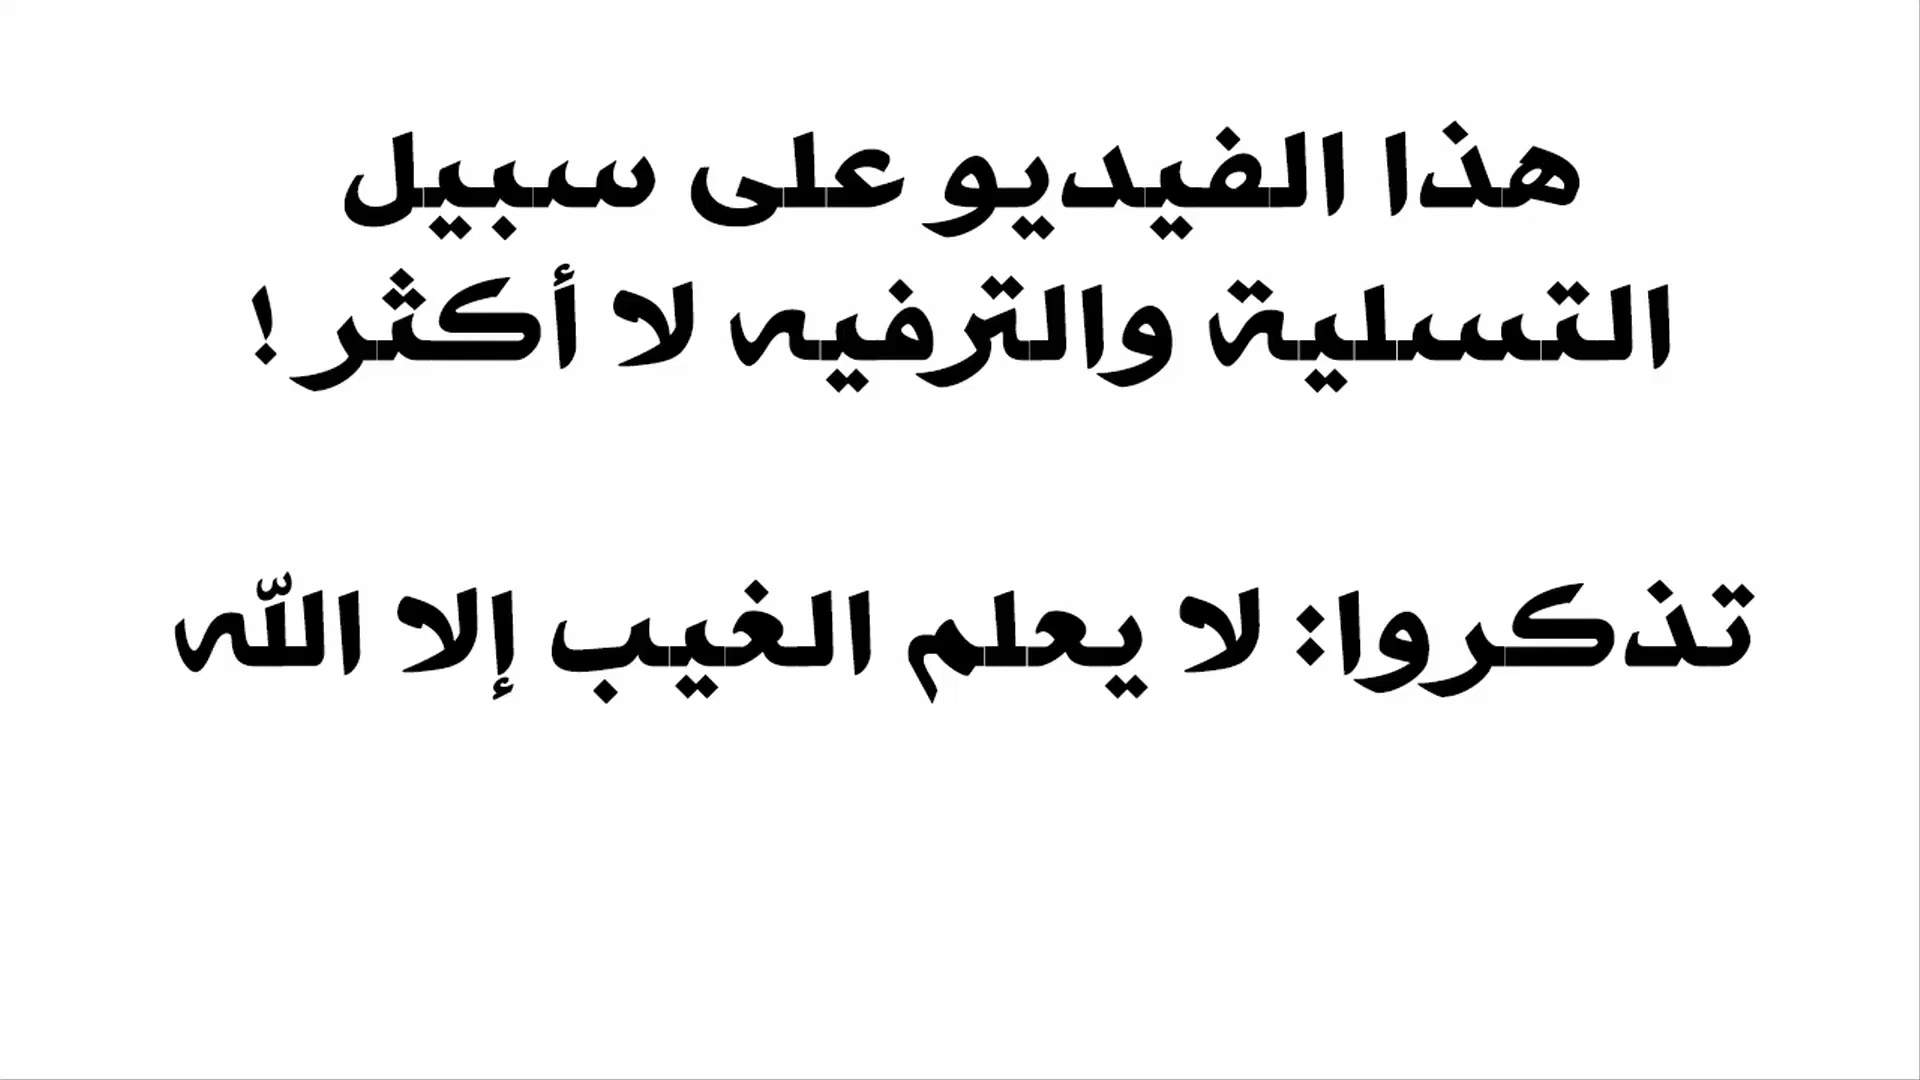 هذا الفيديو على سبيل
التسلية والترفيه لا أكثر !
تذكروا: لا يعلم الغيب إلا الله